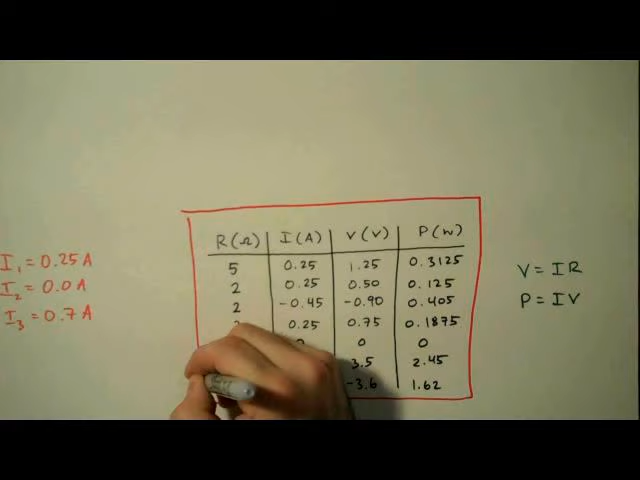 I₁ = 0.25 A
I₂ = 0.0 A
I₃ = 0.7 A
R(Ω) I(A) V(V) P(W)
5 0.25 1.25 0.3125
2 0.25 0.50 0.125
2 -0.45 -0.90 0.405
0.25 0.75 0.1875
0 0
3.5 2.45
-3.6 1.62
V = IR
P = IV